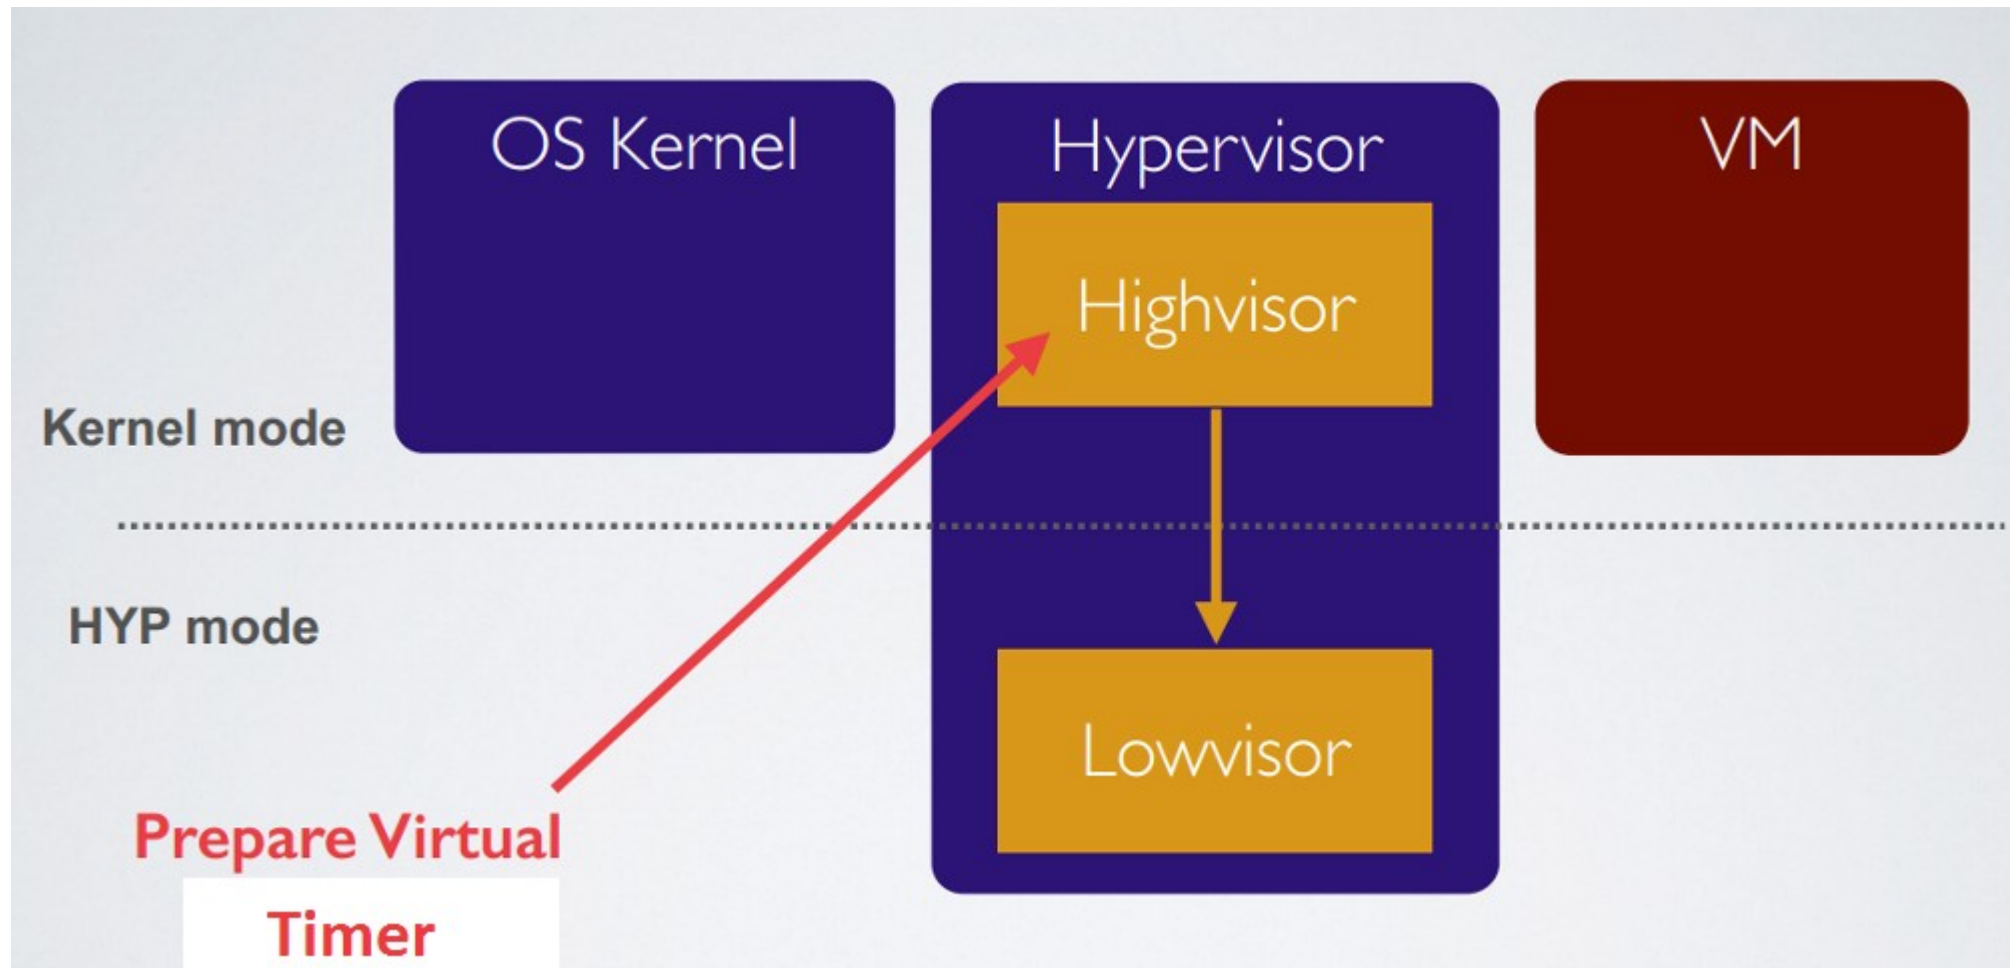 OS Kernel
Hypervisor
VM
Highvisor
Kernel mode
HYP mode
Lowvisor
Prepare Virtual
Timer